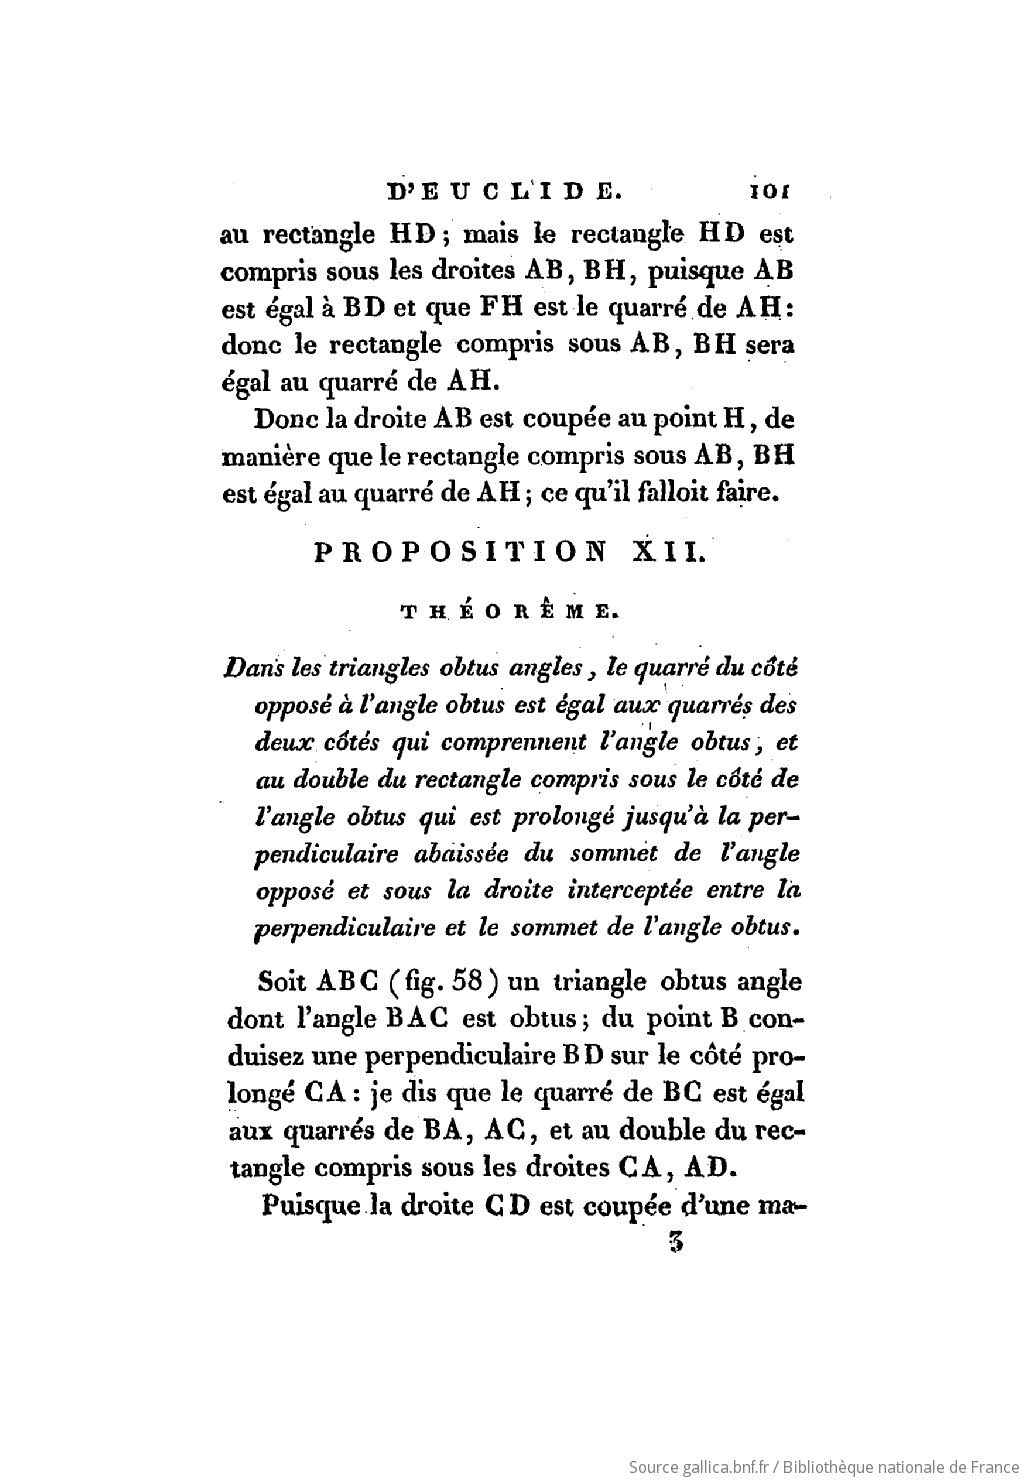 D'EUCLIDE. 101
au rectangle HD ; mais le rectangle HD est
compris sous les droites AB, BH, puisque AB
est égal à BD et que FH est le quarré de AH :
donc le rectangle compris sous AB, BH sera
égal au quarré de AH.
Donc la droite AB est coupée au point H, de
manière que le rectangle compris sous AB, BH
est égal au quarré de AH ; ce qu'il falloit faire.
PROPOSITION XII.
THÉORÊME.
Dans les triangles obtus angles, le quarré du côté
opposé à l'angle obtus est égal aux quarrés des
deux côtés qui comprennent l'angle obtus, et
au double du rectangle compris sous le côté de
l'angle obtus qui est prolongé jusqu'à la per-
pendiculaire abaissée du sommet de l'angle
opposé et sous la droite interceptée entre la
perpendiculaire et le sommet de l'angle obtus.
Soit ABC (fig. 58) un triangle obtus angle
dont l'angle BAC est obtus ; du point B con-
duisez une perpendiculaire BD sur le côté pro-
longé CA : je dis que le quarré de BC est égal
aux quarrés de BA, AC, et au double du rec-
tangle compris sous les droites CA, AD.
Puisque la droite CD est coupée d'une ma-
3
Source gallica.bnf.fr / Bibliothèque nationale de France